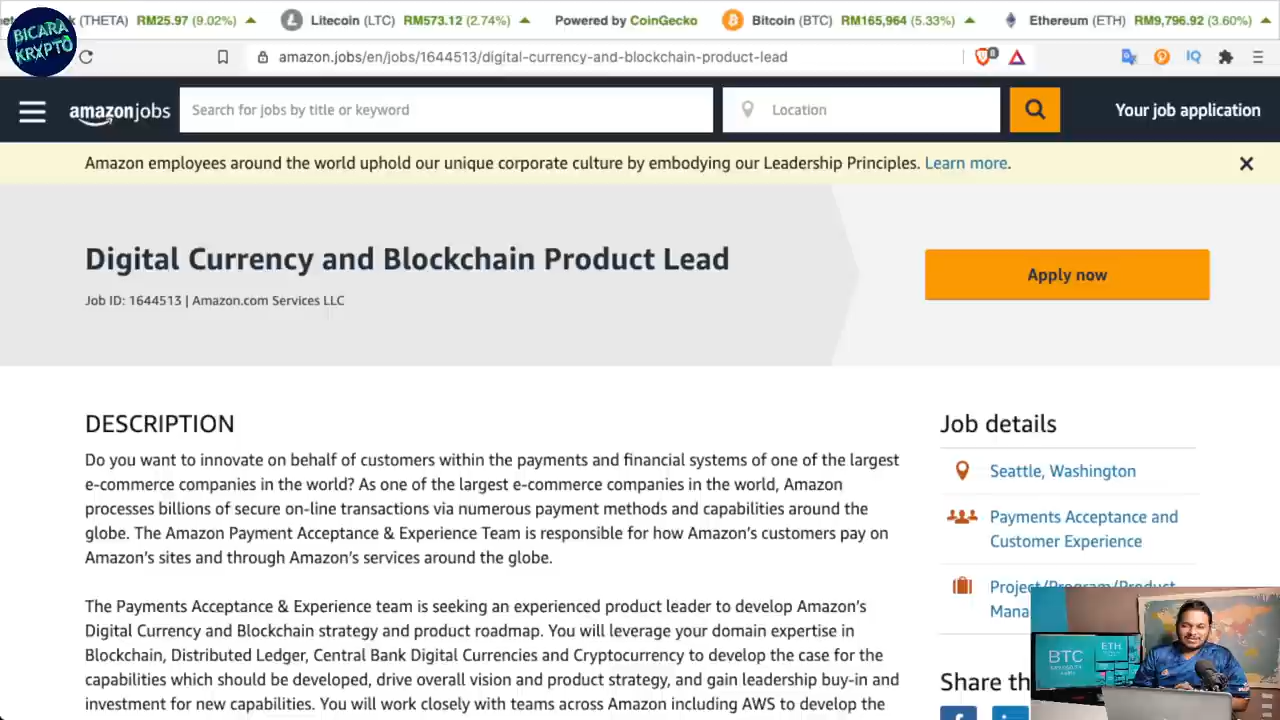 (THETA) RM25.97 (9.02%) Litecoin (LTC) RM573.12 (2.74%) Powered by CoinGecko Bitcoin (BTC) RM165,964 (5.33%) Ethereum (ETH) RM9,796.92 (3.60%)
BICARA
KRXPTO
amazon.jobs/en/jobs/1644513/digital-currency-and-blockchain-product-lead
amazonjobs Search for jobs by title or keyword Location Your job application
Amazon employees around the world uphold our unique corporate culture by embodying our Leadership Principles. Learn more.
Digital Currency and Blockchain Product Lead
Apply now
Job ID: 1644513 | Amazon.com Services LLC
DESCRIPTION
Do you want to innovate on behalf of customers within the payments and financial systems of one of the largest
e-commerce companies in the world? As one of the largest e-commerce companies in the world, Amazon
processes billions of secure on-line transactions via numerous payment methods and capabilities around the
globe. The Amazon Payment Acceptance & Experience Team is responsible for how Amazon's customers pay on
Amazon's sites and through Amazon's services around the globe.
The Payments Acceptance & Experience team is seeking an experienced product leader to develop Amazon's
Digital Currency and Blockchain strategy and product roadmap. You will leverage your domain expertise in
Blockchain, Distributed Ledger, Central Bank Digital Currencies and Cryptocurrency to develop the case for the
capabilities which should be developed, drive overall vision and product strategy, and gain leadership buy-in and
investment for new capabilities. You will work closely with teams across Amazon including AWS to develop the
Job details
Seattle, Washington
Payments Acceptance and
Customer Experience
Project/Program/Product
Mana
Share th
BTC
ETH